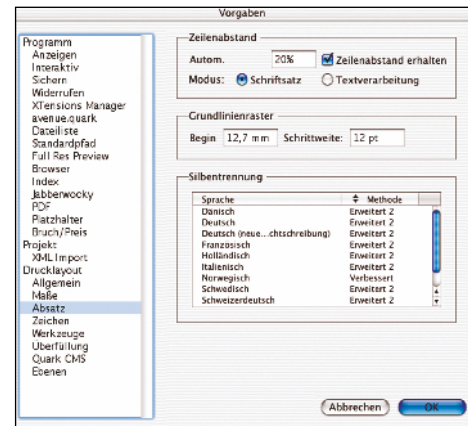 Vorgaben
Programm
Anzeigen
Interaktiv
Sichern
Widerrufen
XTensions Manager
avenue.quark
Dateiliste
Standardpfad
Full Res Preview
Browser
Index
Jabberwocky
PDF
Platzhalter
Bruch/Preis
Projekt
XML Import
Drucklayout
Allgemein
Maße
Absatz
Zeichen
Werkzeuge
Überfüllung
Quark CMS
Ebenen
Zeilenabstand
Autom. 20% Zeilenabstand erhalten
Modus: Schriftsatz Textverarbeitung
Grundlinienraster
Begin 12,7 mm Schrittweite: 12 pt
Silbentrennung
Sprache Methode
Dänisch Erweitert 2
Deutsch Erweitert 2
Deutsch (neue...chtschreibung) Erweitert 2
Französisch Erweitert 2
Holländisch Erweitert 2
Italienisch Erweitert 2
Norwegisch Verbessert
Schwedisch Erweitert 2
Schweizerdeutsch Erweitert 2
Abbrechen OK